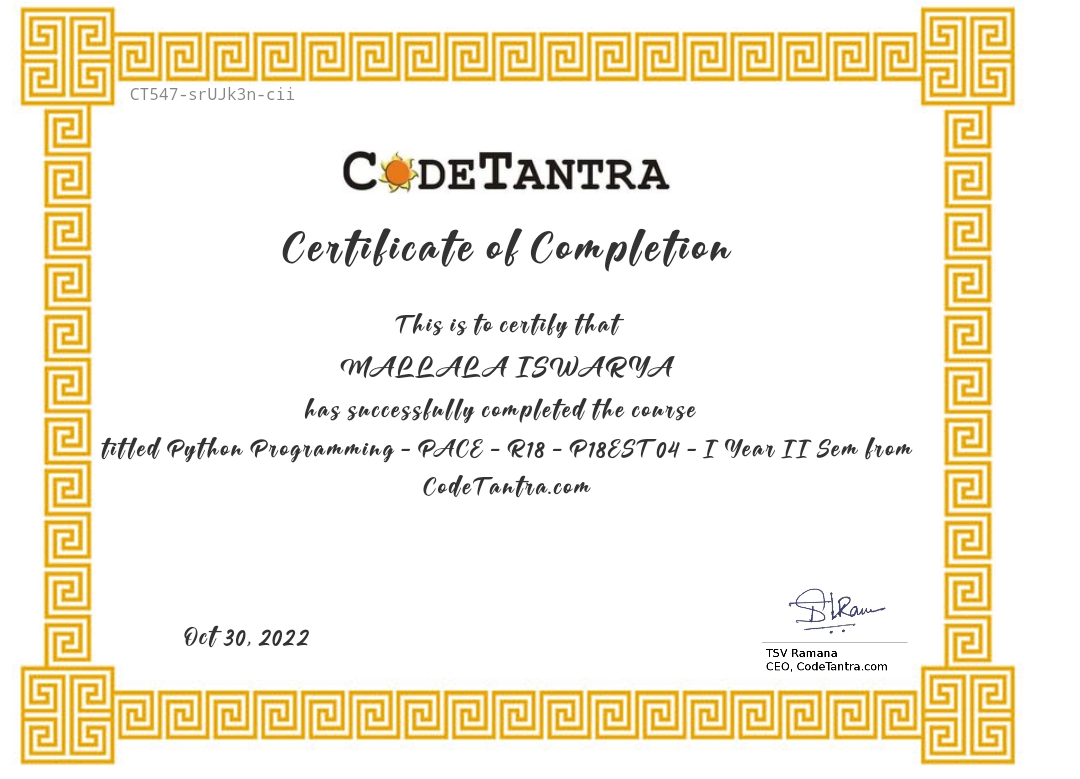 CT547-srUJk3n-cii
CODETANTRA
Certificate of Completion
This is to certify that
MALLALA ISWARYA
has successfully completed the course
titled Python Programming - PACE - R18 - P18EST04 - I Year II Sem from
CodeTantra.com
Oct 30, 2022
TSV Ramana
CEO, CodeTantra.com